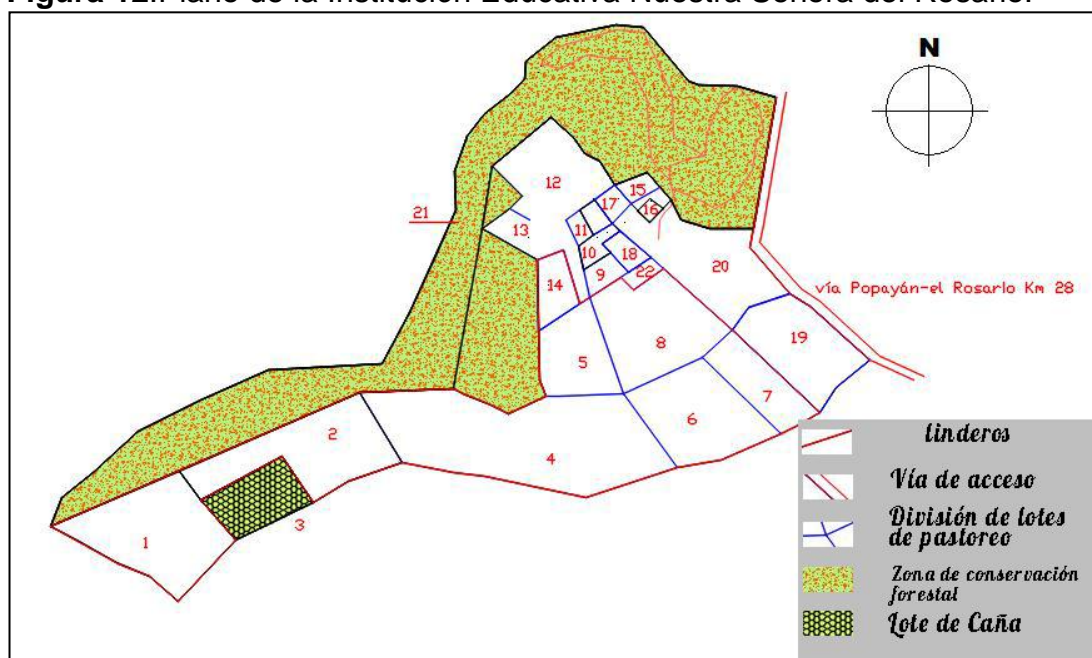 Figura 12.Plano de la Institución Educativa Nuestra Señora del Rosario.
N
12
15
17
16
21
13
11
10
18
20
9
22
14
vía Popayán-el Rosario Km 28
19
8
5
7
6
2
4
3
1
linderos
Vía de acceso
División de lotes
de pastoreo
Zona de conservación
forestal
Lote de Caña